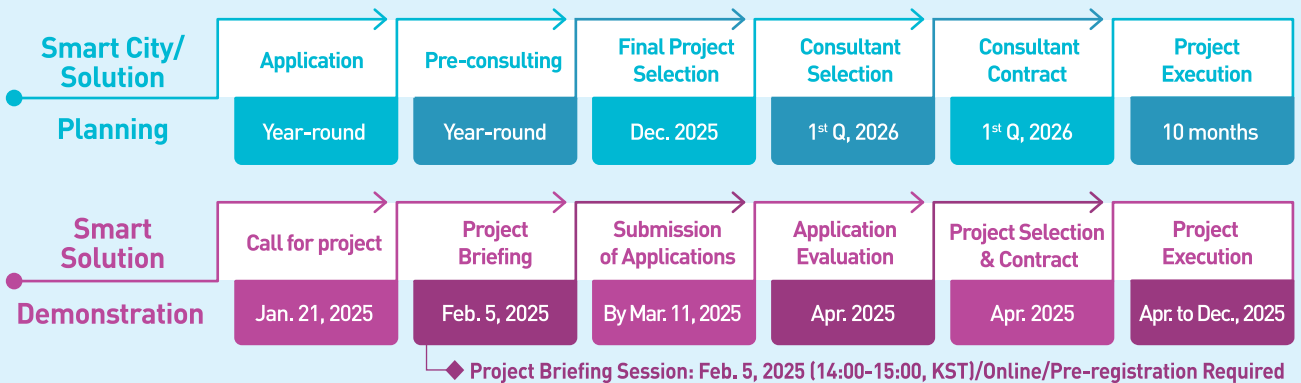 Smart City/
Solution
Planning
Application
Year-round
Pre-consulting
Year-round
Final Project
Selection
Dec. 2025
Consultant
Selection
1st Q, 2026
Consultant
Contract
1st Q, 2026
Project
Execution
10 months
Smart
Solution
Demonstration
Call for project
Jan. 21, 2025
Project
Briefing
Feb. 5, 2025
Submission
of Applications
By Mar. 11, 2025
Application
Evaluation
Apr. 2025
Project Selection
& Contract
Apr. 2025
Project
Execution
Apr. to Dec., 2025
Project Briefing Session: Feb. 5, 2025 (14:00-15:00, KST)/Online/Pre-registration Required